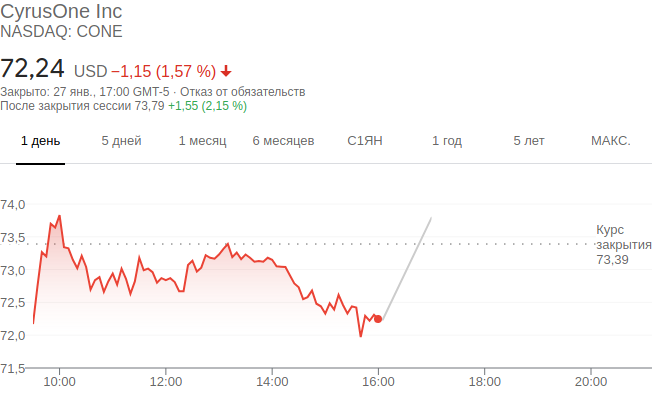 CyrusOne Inc
NASDAQ: CONE
72,24 USD −1,15 (1,57 %)
Закрыто: 27 янв., 17:00 GMT-5 · Отказ от обязательств
После закрытия сессии 73,79 +1,55 (2,15 %)
1 день 5 дней 1 месяц 6 месяцев С1ЯН 1 год 5 лет МАКС.
74,0
73,5
73,0
72,5
72,0
71,5
Курс
закрытия
73,39
10:00 12:00 14:00 16:00 18:00 20:00